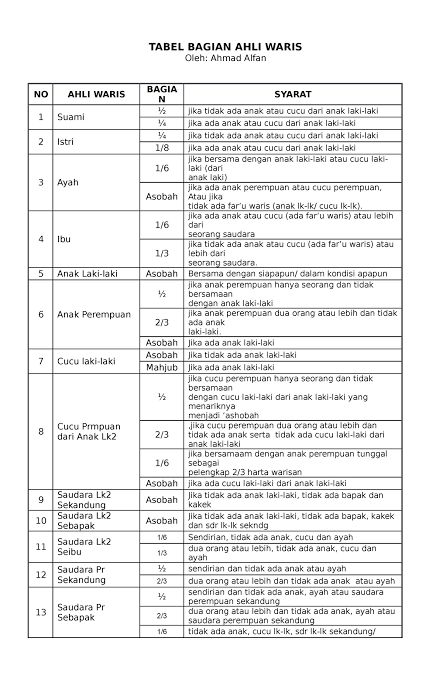 TABEL BAGIAN AHLI WARIS
Oleh: Ahmad Alfan
NO AHLI WARIS BAGIA
N SYARAT
1 Suami ½ jika tidak ada anak atau cucu dari anak laki-laki
¼ jika ada anak atau cucu dari anak laki-laki
2 Istri ¼ jika tidak ada anak atau cucu dari anak laki-laki
1/8 jika ada anak atau cucu dari anak laki-laki
3 Ayah 1/6 jika bersama dengan anak laki-laki atau cucu laki-
laki (dari
anak laki)
Asobah jika ada anak perempuan atau cucu perempuan,
Atau jika
tidak ada far'u waris (anak lk-lk/ cucu lk-lk).
4 Ibu 1/6 jika ada anak atau cucu (ada far'u waris) atau lebih
dari
seorang saudara
1/3 jika tidak ada anak atau cucu (ada far'u waris) atau
lebih dari
seorang saudara.
5 Anak Laki-laki Asobah Bersama dengan siapapun/ dalam kondisi apapun
6 Anak Perempuan ½ jika anak perempuan hanya seorang dan tidak
bersamaan
dengan anak laki-laki
2/3 jika anak perempuan dua orang atau lebih dan tidak
ada anak
laki-laki.
Asobah Jika ada anak laki-laki
7 Cucu laki-laki Asobah Jika tidak ada anak laki-laki
Mahjub Jika ada anak laki-laki
8 Cucu Prmpuan
dari Anak Lk2 ½ jika cucu perempuan hanya seorang dan tidak
bersamaan
dengan cucu laki-laki dari anak laki-laki yang
menariknya
menjadi 'ashobah
2/3 .jika cucu perempuan dua orang atau lebih dan
tidak ada anak serta tidak ada cucu laki-laki dari
anak laki-laki
1/6 jika bersamaam dengan anak perempuan tunggal
sebagai
pelengkap 2/3 harta warisan
Asobah jika ada cucu laki-laki dari anak laki-laki
9 Saudara Lk2
Sekandung Asobah Jika tidak ada anak laki-laki, tidak ada bapak dan
kakek
10 Saudara Lk2
Sebapak Asobah Jika tidak ada anak laki-laki, tidak ada bapak, kakek
dan sdr lk-lk sekndg
11 Saudara Lk2
Seibu 1/6 Sendirian, tidak ada anak, cucu dan ayah
1/3 dua orang atau lebih, tidak ada anak, cucu dan
ayah
12 Saudara Pr
Sekandung ½ sendirian dan tidak ada anak atau ayah
2/3 dua orang atau lebih dan tidak ada anak atau ayah
13 Saudara Pr
Sebapak ½ sendirian dan tidak ada anak, ayah atau saudara
perempuan sekandung
2/3 dua orang atau lebih dan tidak ada anak, ayah atau
saudara perempuan sekandung
1/6 tidak ada anak, cucu lk-lk, sdr lk-lk sekandung/